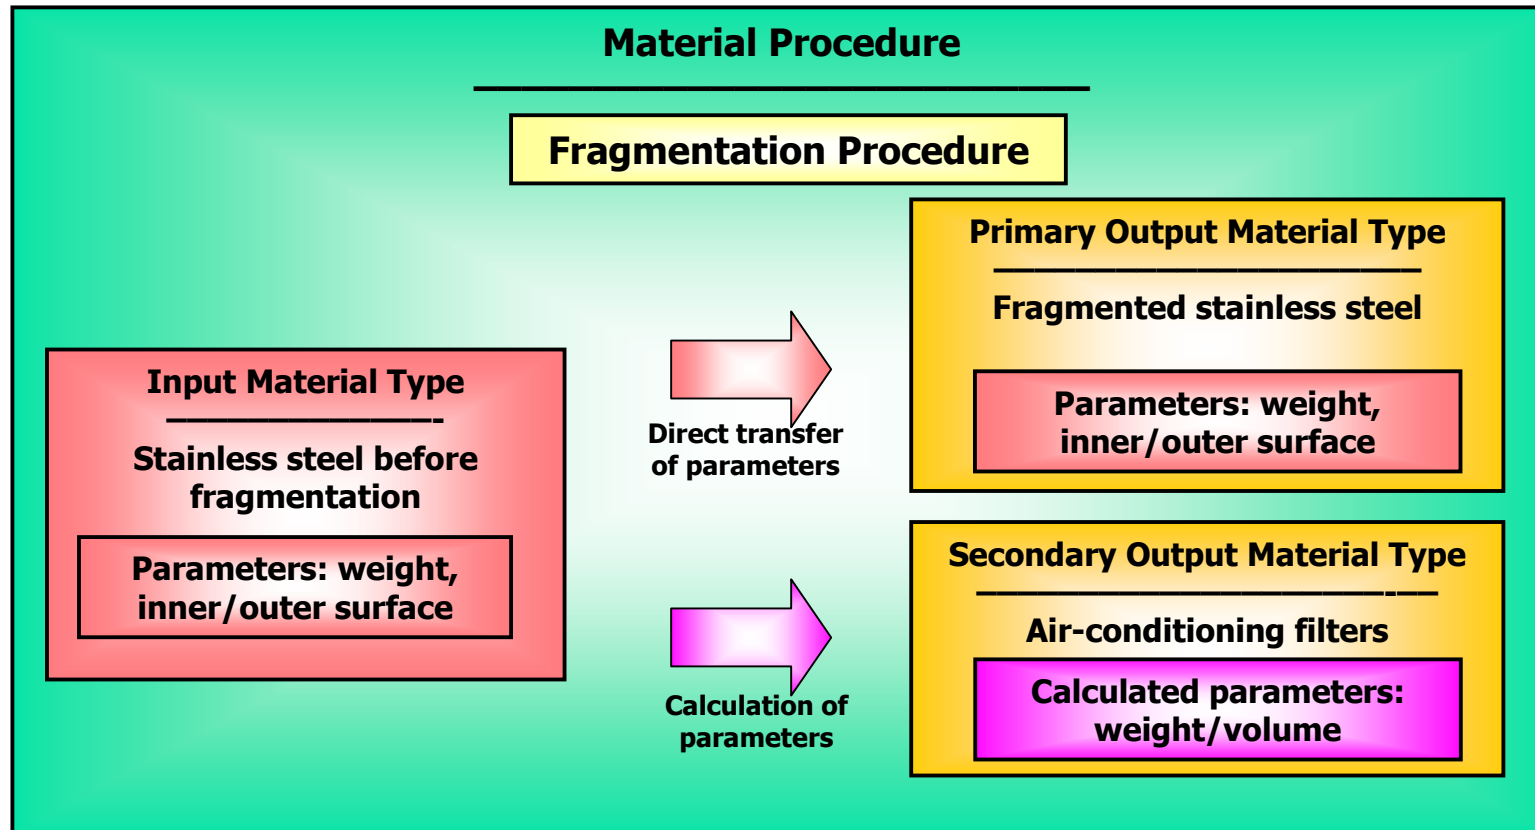 Material Procedure
Fragmentation Procedure
Input Material Type
Stainless steel before
fragmentation
Parameters: weight,
inner/outer surface
Direct transfer
of parameters
Calculation of
parameters
Primary Output Material Type
Fragmented stainless steel
Parameters: weight,
inner/outer surface
Secondary Output Material Type
Air-conditioning filters
Calculated parameters:
weight/volume